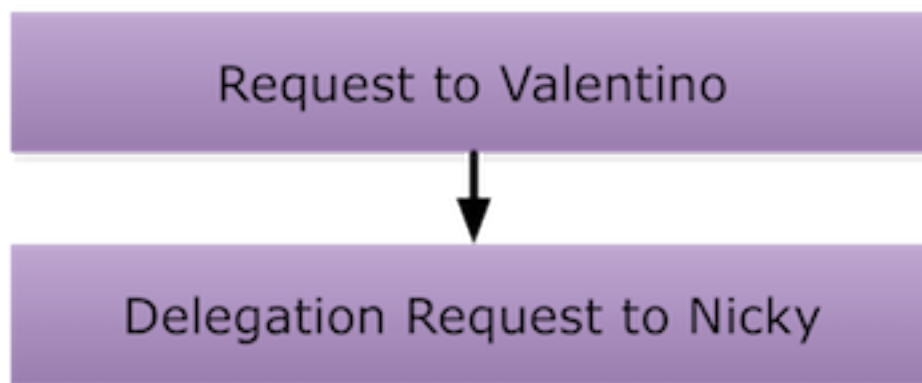 Request to Valentino
Delegation Request to Nicky